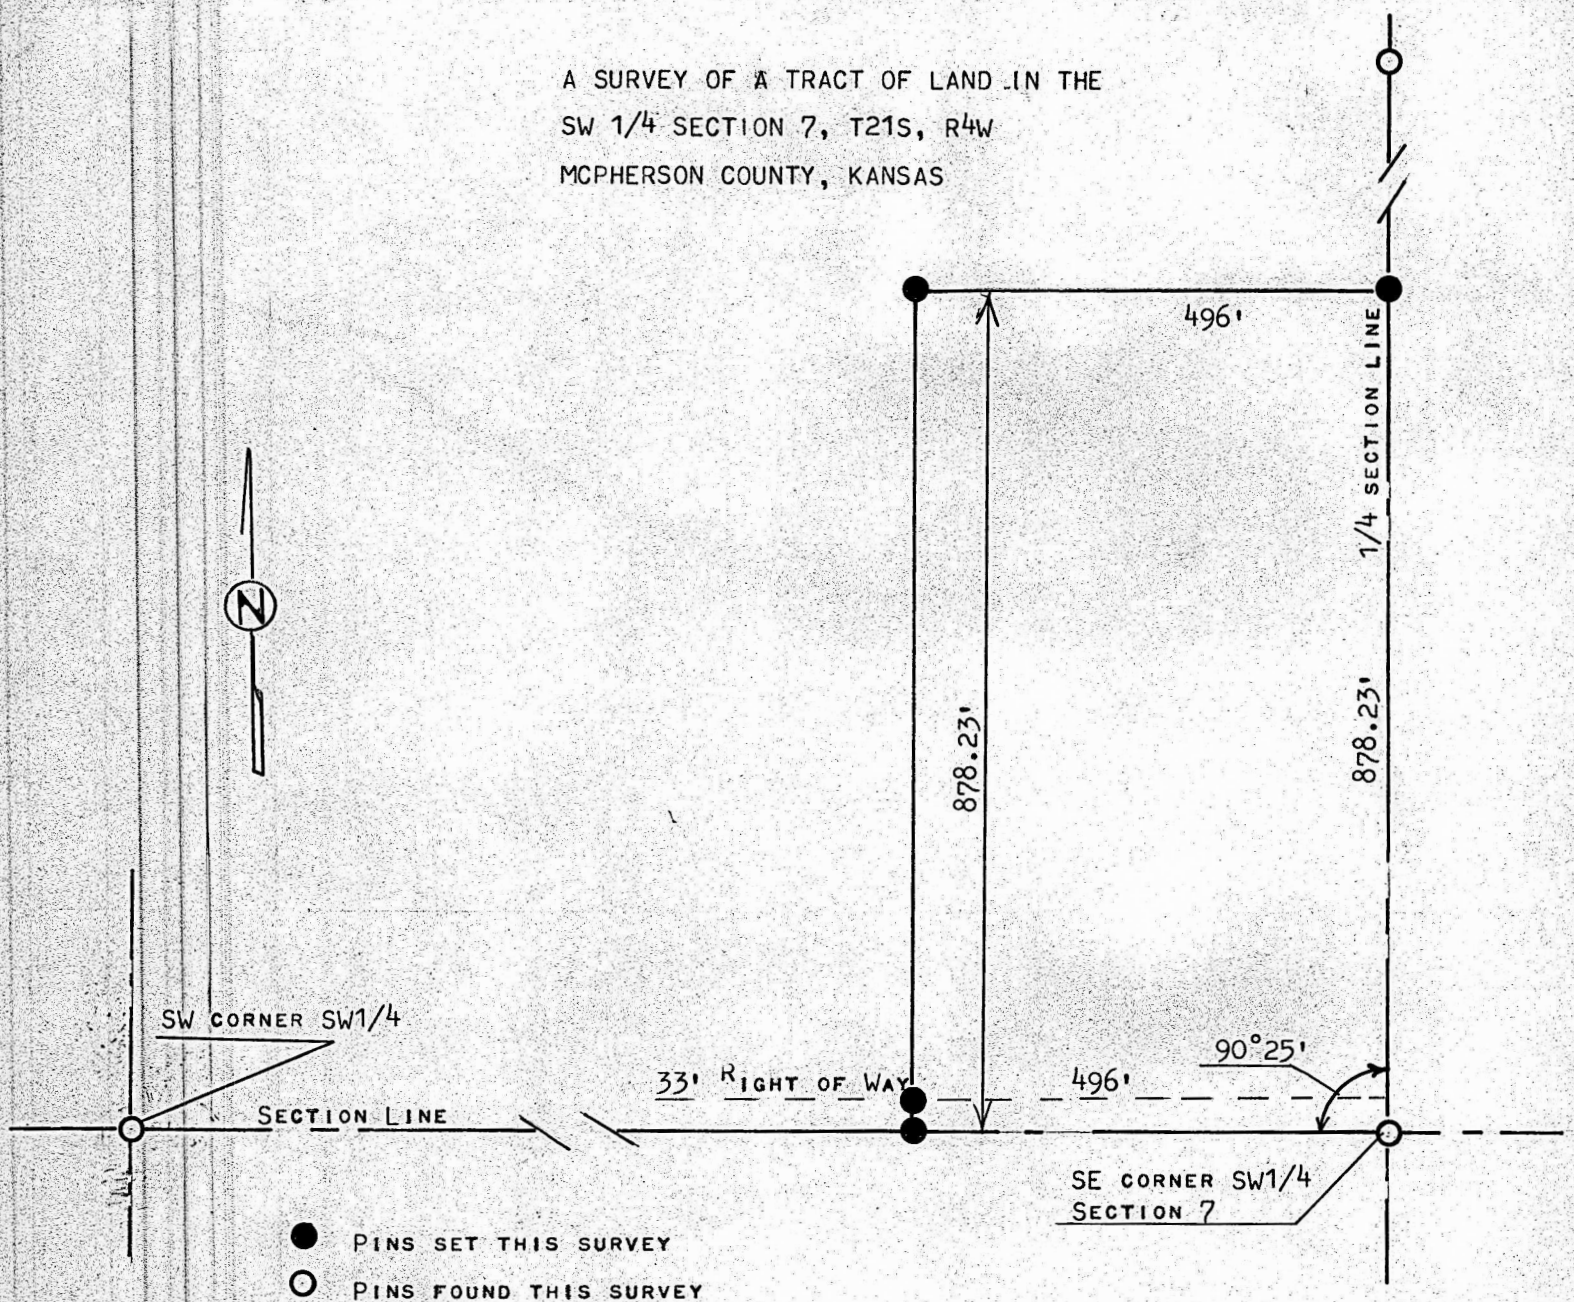 A SURVEY OF A TRACT OF LAND IN THE
SW 1/4 SECTION 7, T21S, R4W
MCPHERSON COUNTY, KANSAS
496'
1/4 SECTION LINE
N
878.23'
878.23'
SW CORNER SW1/4
90°25'
33' RIGHT OF WAY
496'
SECTION LINE
SE CORNER SW1/4
SECTION 7
PINS SET THIS SURVEY
PINS FOUND THIS SURVEY